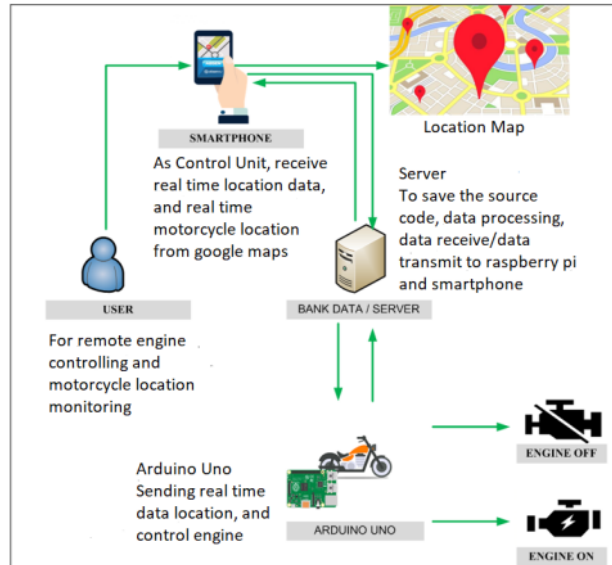 SMARTPHONE
As Control Unit, receive
real time location data,
and real time
motorcycle location
from google maps
Location Map
Server
To save the source
code, data processing,
data receive/data
transmit to raspberry pi
and smartphone
USER
For remote engine
controlling and
motorcycle location
monitoring
BANK DATA / SERVER
Arduino Uno
Sending real time
data location, and
control engine
ARDUINO UNO
ENGINE OFF
ENGINE ON